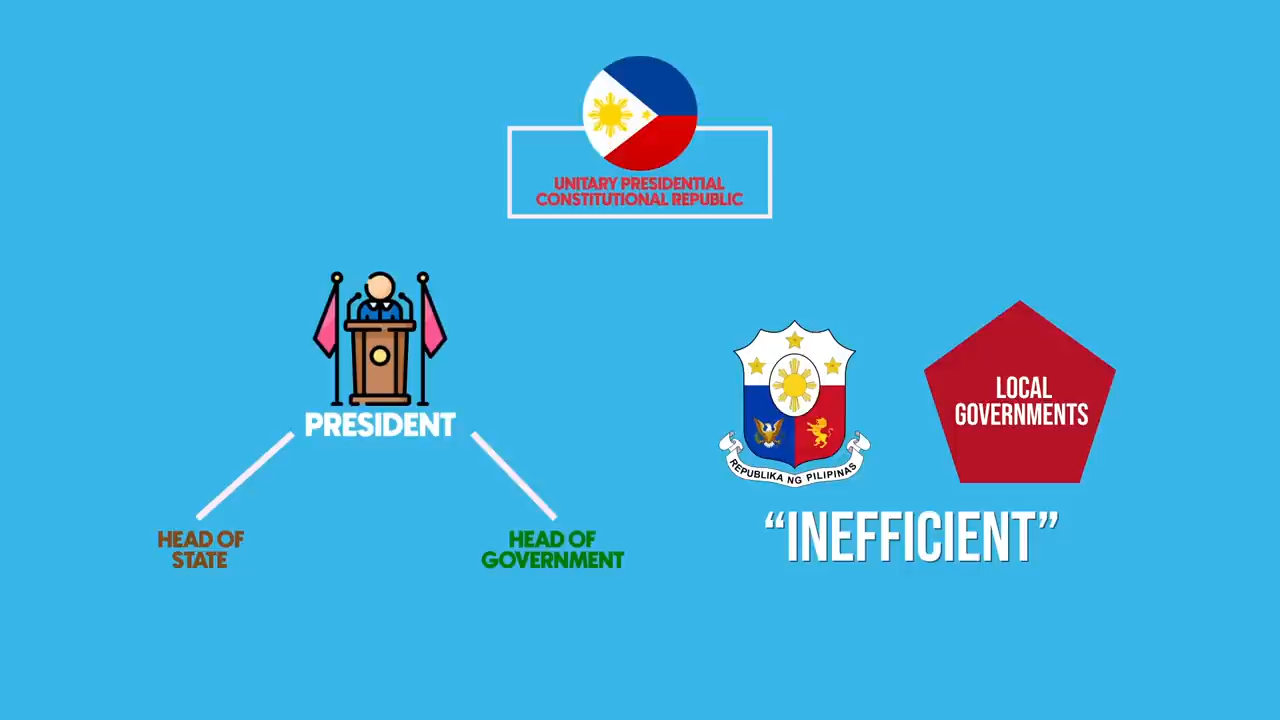 UNITARY PRESIDENTIAL
CONSTITUTIONAL REPUBLIC
PRESIDENT
HEAD OF
STATE
HEAD OF
GOVERNMENT
REPUBLIKA NG PILIPINAS
LOCAL
GOVERNMENTS
“INEFFICIENT”